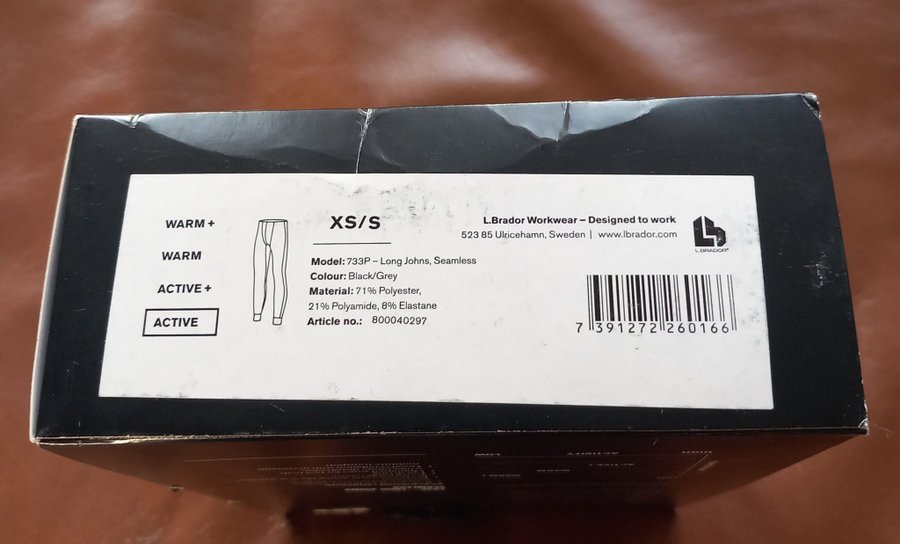 WARM +
WARM
ACTIVE +
ACTIVE
XS/S
Model: 733P – Long Johns, Seamless
Colour: Black/Grey
Material: 71% Polyester,
21% Polyamide, 8% Elastane
Article no.: 800040297
L.Brador Workwear – Designed to work
523 85 Ulricehamn, Sweden | www.lbrador.com
L.BRADOR®
7 391272 260166